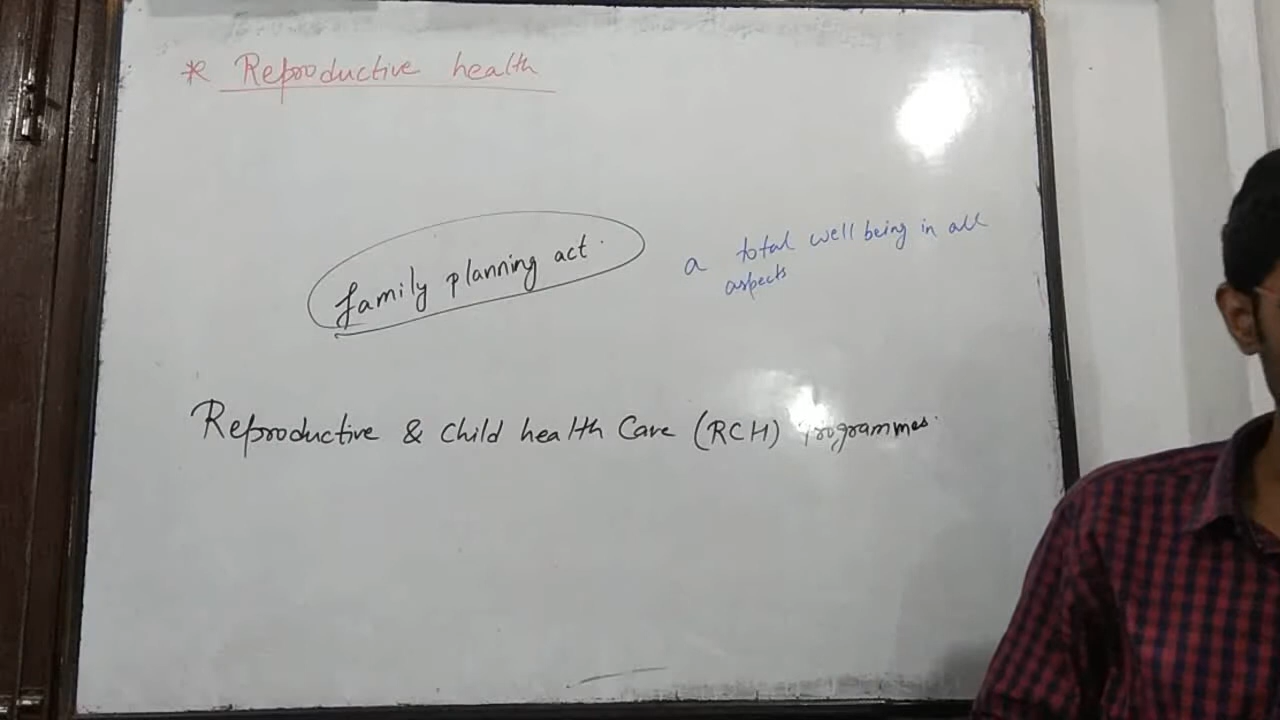 * Reproductive health
family planning act.
a total well being in all
aspects
Reproductive & Child health Care (RCH) Programmes.